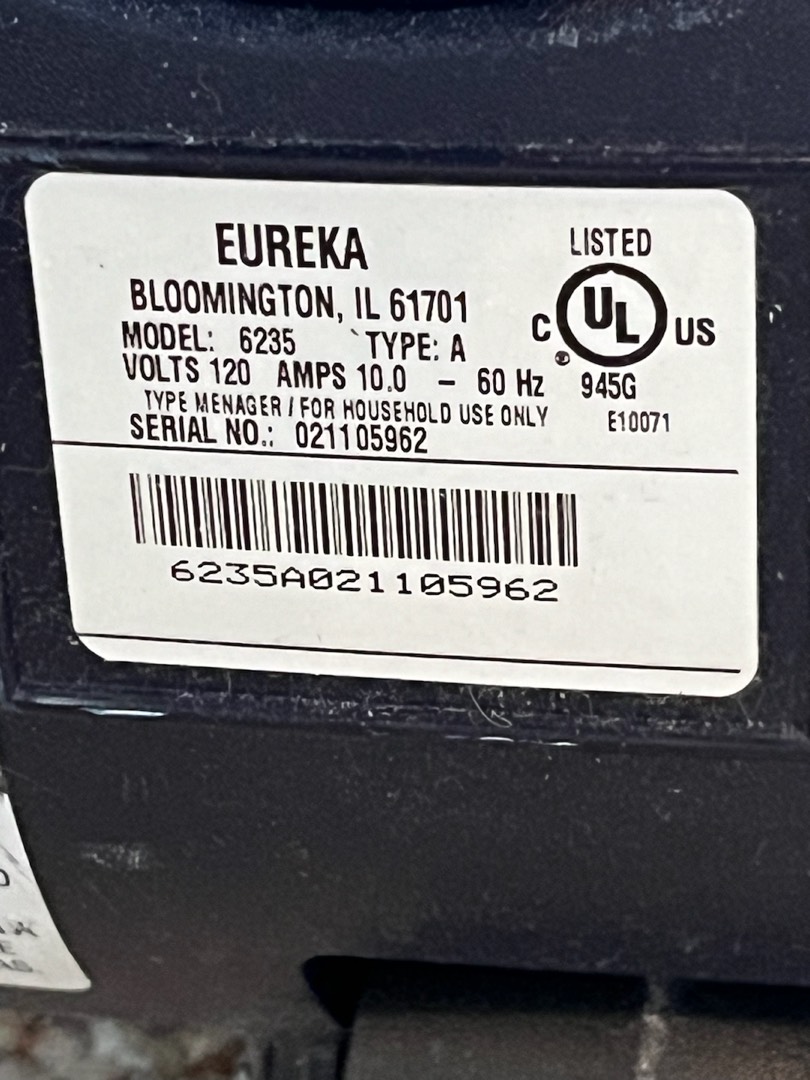 EUREKA
BLOOMINGTON, IL 61701
MODEL: 6235 TYPE: A
VOLTS 120 AMPS 10.0 – 60 Hz
TYPE MENAGER / FOR HOUSEHOLD USE ONLY
SERIAL NO.: 021105962
LISTED
C UL US
®
945G
E10071
6235A021105962